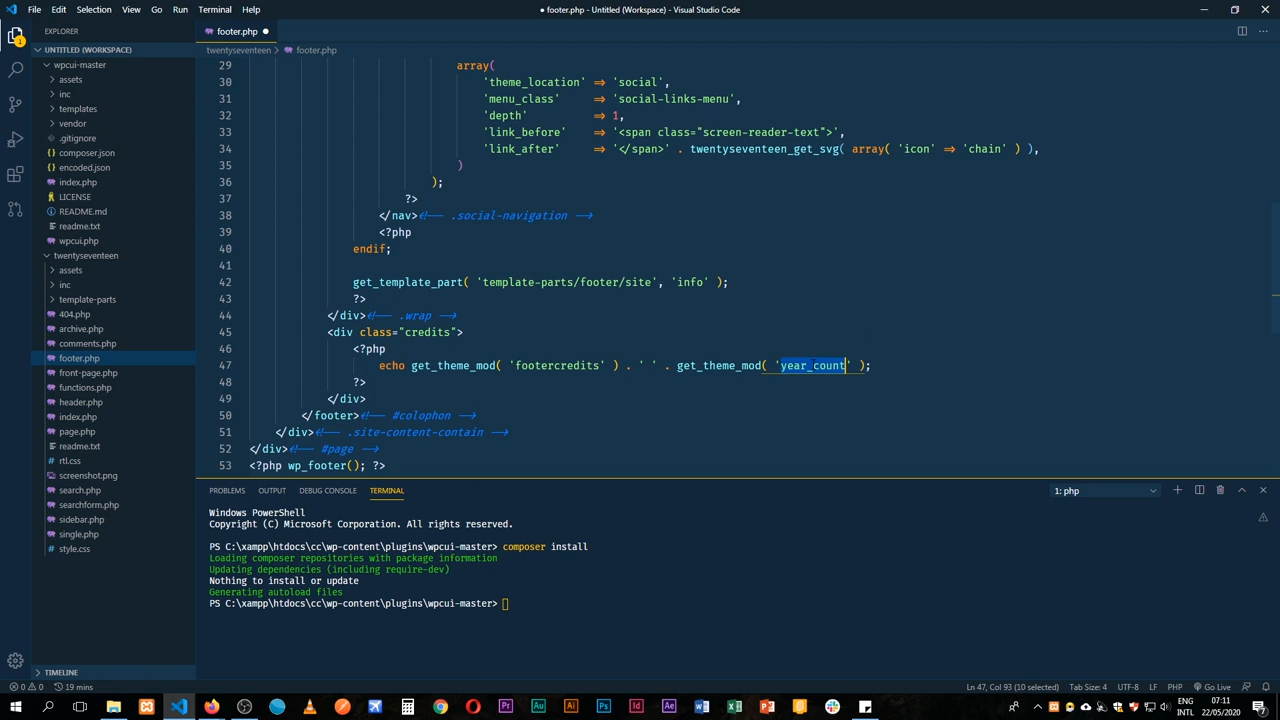 File Edit Selection View Go Run Terminal Help
● footer.php - Untitled (Workspace) - Visual Studio Code
EXPLORER
footer.php ●
UNTITLED (WORKSPACE)
twentyseventeen > footer.php
wpcui-master
assets
inc
templates
vendor
.gitignore
composer.json
encoded.json
index.php
LICENSE
README.md
readme.txt
wpcui.php
twentyseventeen
assets
inc
template-parts
404.php
archive.php
comments.php
footer.php
front-page.php
functions.php
header.php
index.php
page.php
readme.txt
rtl.css
screenshot.png
search.php
searchform.php
sidebar.php
single.php
style.css
TIMELINE
29 array(
30 'theme_location' => 'social',
31 'menu_class' => 'social-links-menu',
32 'depth' => 1,
33 'link_before' => '<span class="screen-reader-text">',
34 'link_after' => '</span>' . twentyseventeen_get_svg( array( 'icon' => 'chain' ) ),
35 )
36 );
37 ?>
38 </nav><!-- .social-navigation -->
39 <?php
40 endif;
41
42 get_template_part( 'template-parts/footer/site', 'info' );
43 ?>
44 </div><!-- .wrap -->
45 <div class="credits">
46 <?php
47 echo get_theme_mod( 'footercredits' ) . ' ' . get_theme_mod( 'year_count' );
48 ?>
49 </div>
50 </footer><!-- #colophon -->
51 </div><!-- .site-content-contain -->
52 </div><!-- #page -->
53 <?php wp_footer(); ?>
PROBLEMS OUTPUT DEBUG CONSOLE TERMINAL
1: php
Windows PowerShell
Copyright (C) Microsoft Corporation. All rights reserved.
PS C:\xampp\htdocs\cc\wp-content\plugins\wpcui-master> composer install
Loading composer repositories with package information
Updating dependencies (including require-dev)
Nothing to install or update
Generating autoload files
PS C:\xampp\htdocs\cc\wp-content\plugins\wpcui-master>
0 0 19 mins
Ln 47, Col 93 (10 selected) Tab Size: 4 UTF-8 LF PHP Go Live
Pr Au Ai Ps Id Ae
ENG
INTL
07:11
22/05/2020